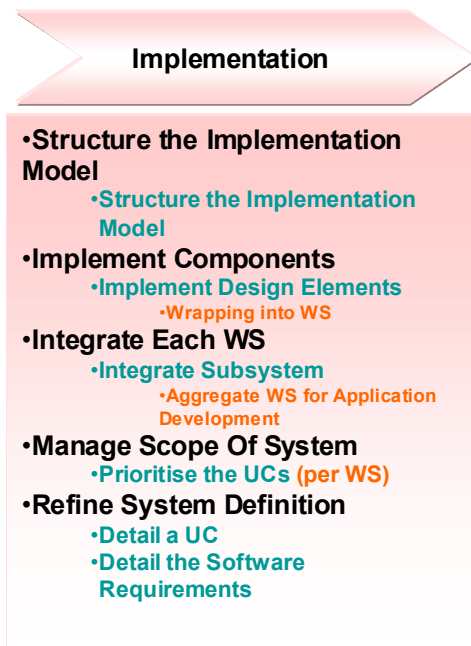 Implementation
•Structure the Implementation
Model
•Structure the Implementation
Model
•Implement Components
•Implement Design Elements
•Wrapping into WS
•Integrate Each WS
•Integrate Subsystem
•Aggregate WS for Application
Development
•Manage Scope Of System
•Prioritise the UCs (per WS)
•Refine System Definition
•Detail a UC
•Detail the Software
Requirements